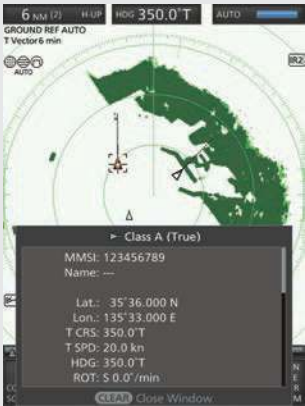 6 NM (2) H-UP HDG 350.0°T AUTO
GROUND REF AUTO
T Vector 6 min
IR2
AUTO
Class A (True)
MMSI: 123456789
Name: ---
Lat.: 35°36.000 N
Lon.: 135°33.000 E
T CRS: 350.0°T
T SPD: 20.0 kn
HDG: 350.0°T
ROT: S 0.0°/min
CLEAR Close Window